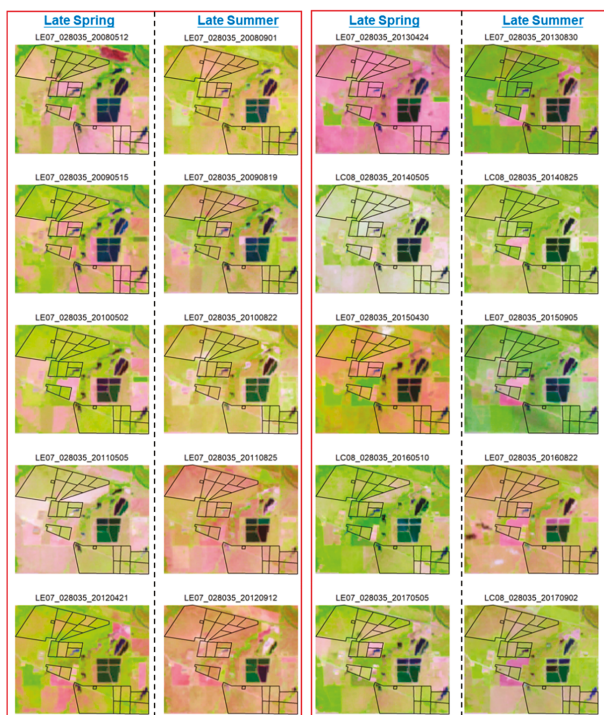 Late Spring Late Summer Late Spring Late Summer
LE07_028035_20080512 LE07_028035_20080901 LE07_028035_20130424 LE07_028035_20130830
LE07_028035_20090515 LE07_028035_20090819 LC08_028035_20140505 LC08_028035_20140825
LE07_028035_20100502 LE07_028035_20100822 LE07_028035_20150430 LE07_028035_20150905
LE07_028035_20110505 LE07_028035_20110825 LC08_028035_20160510 LE07_028035_20160822
LE07_028035_20120421 LE07_028035_20120912 LE07_028035_20170505 LC08_028035_20170902